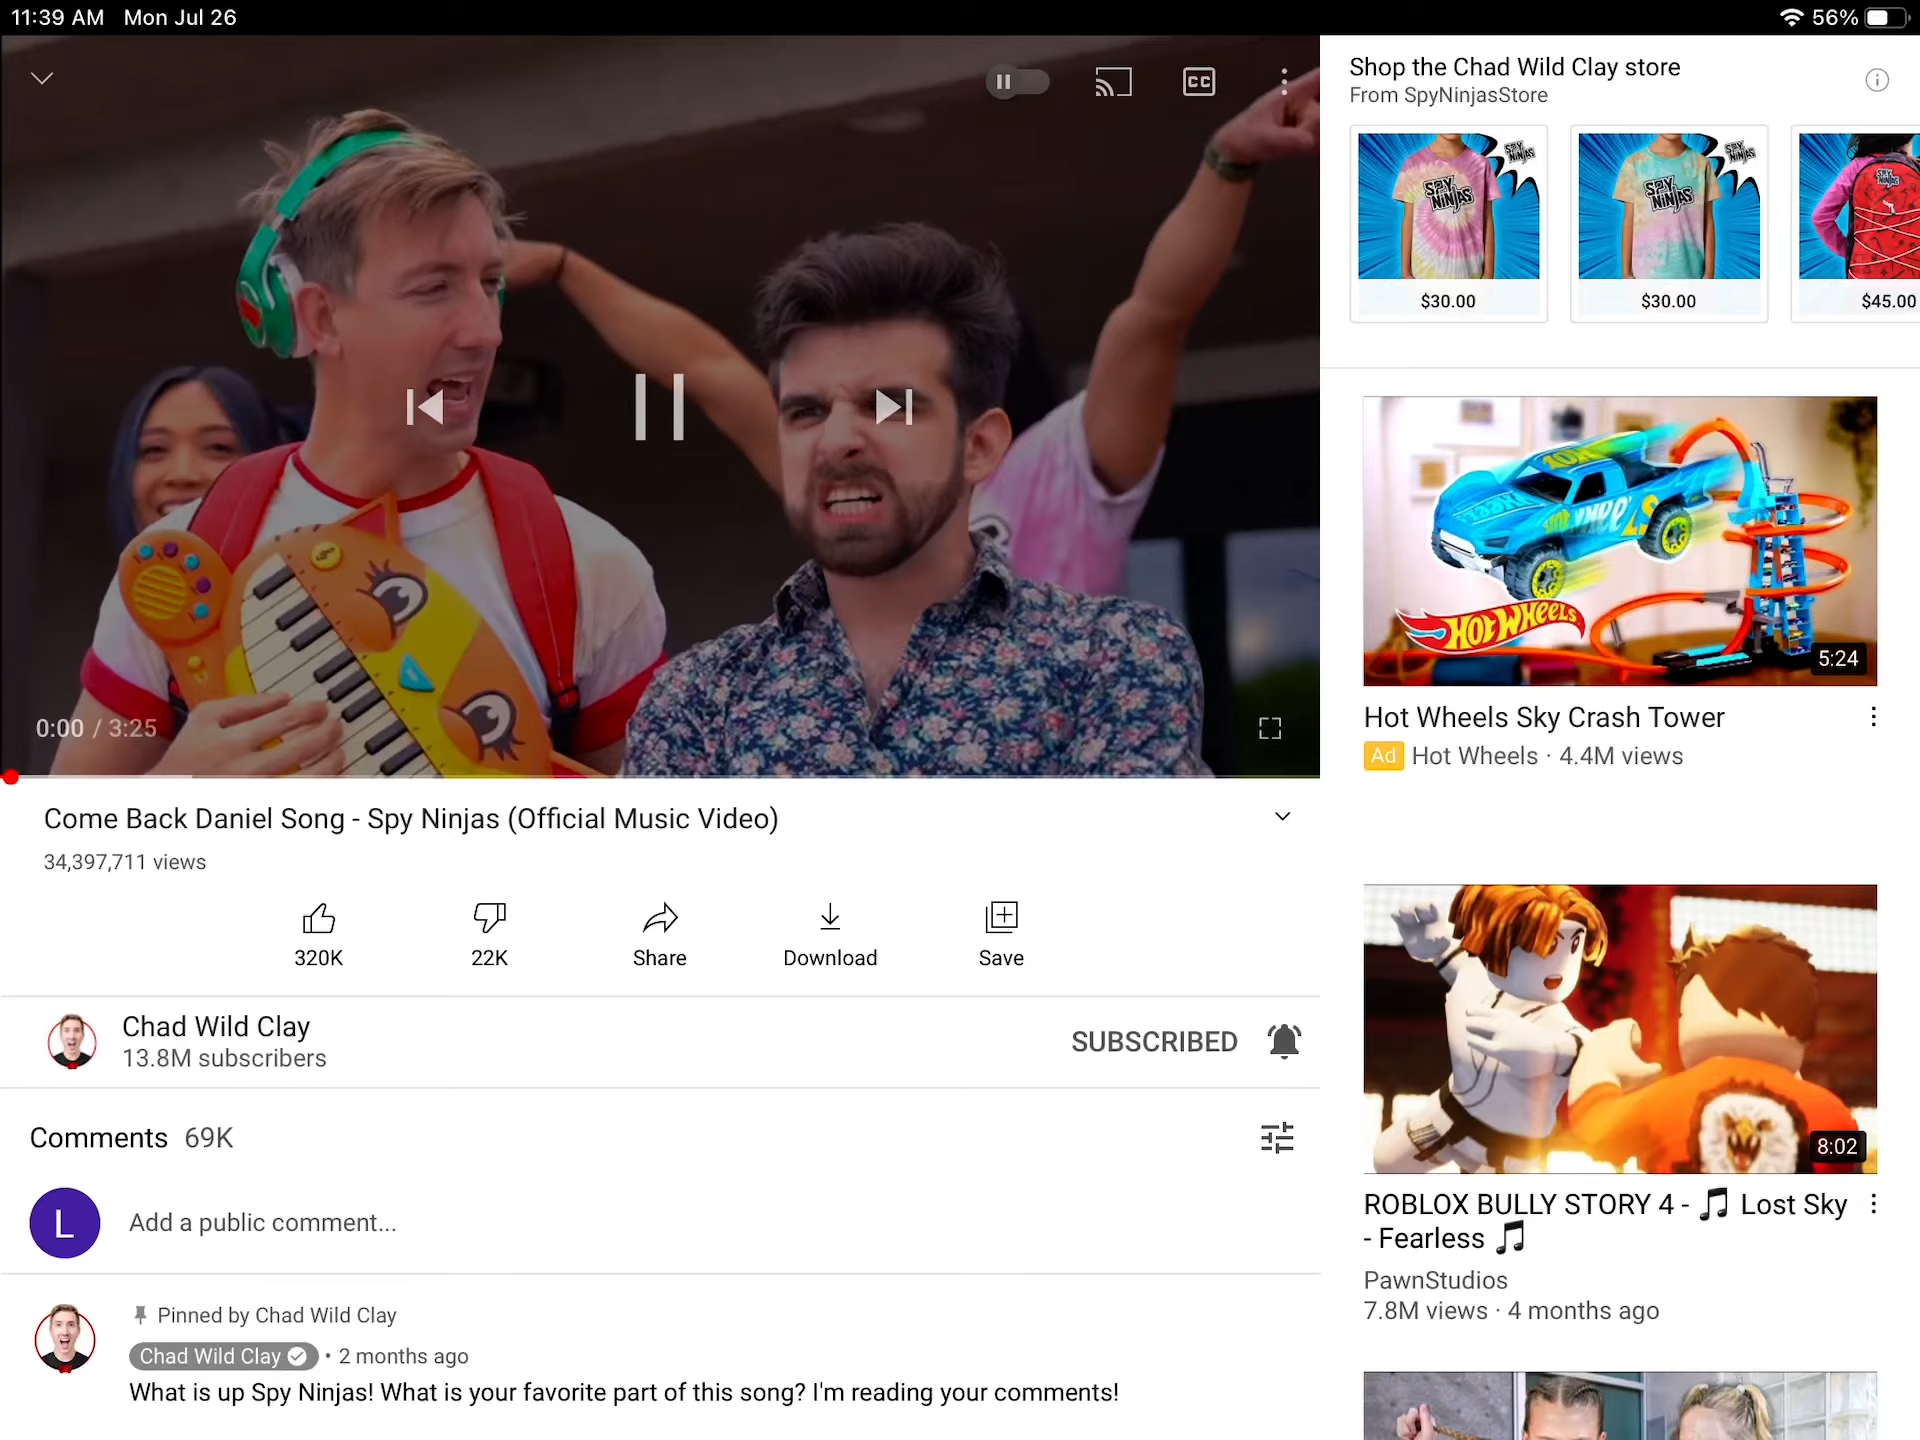 11:39 AM Mon Jul 26
56%
CC
0:00 / 3:25
Come Back Daniel Song - Spy Ninjas (Official Music Video)
34,397,711 views
320K
22K
Share
Download
Save
Chad Wild Clay
13.8M subscribers
SUBSCRIBED
Comments 69K
L
Add a public comment...
Pinned by Chad Wild Clay
Chad Wild Clay • 2 months ago
What is up Spy Ninjas! What is your favorite part of this song? I'm reading your comments!
Shop the Chad Wild Clay store
From SpyNinjasStore
SPY NINJAS
SPY
NINJAS
$30.00
SPY NINJAS
SPY
NINJAS
$30.00
$45.00
HOT WHEELS
5:24
Hot Wheels Sky Crash Tower
Ad Hot Wheels · 4.4M views
8:02
ROBLOX BULLY STORY 4 - 🎵 Lost Sky
- Fearless 🎵
PawnStudios
7.8M views · 4 months ago